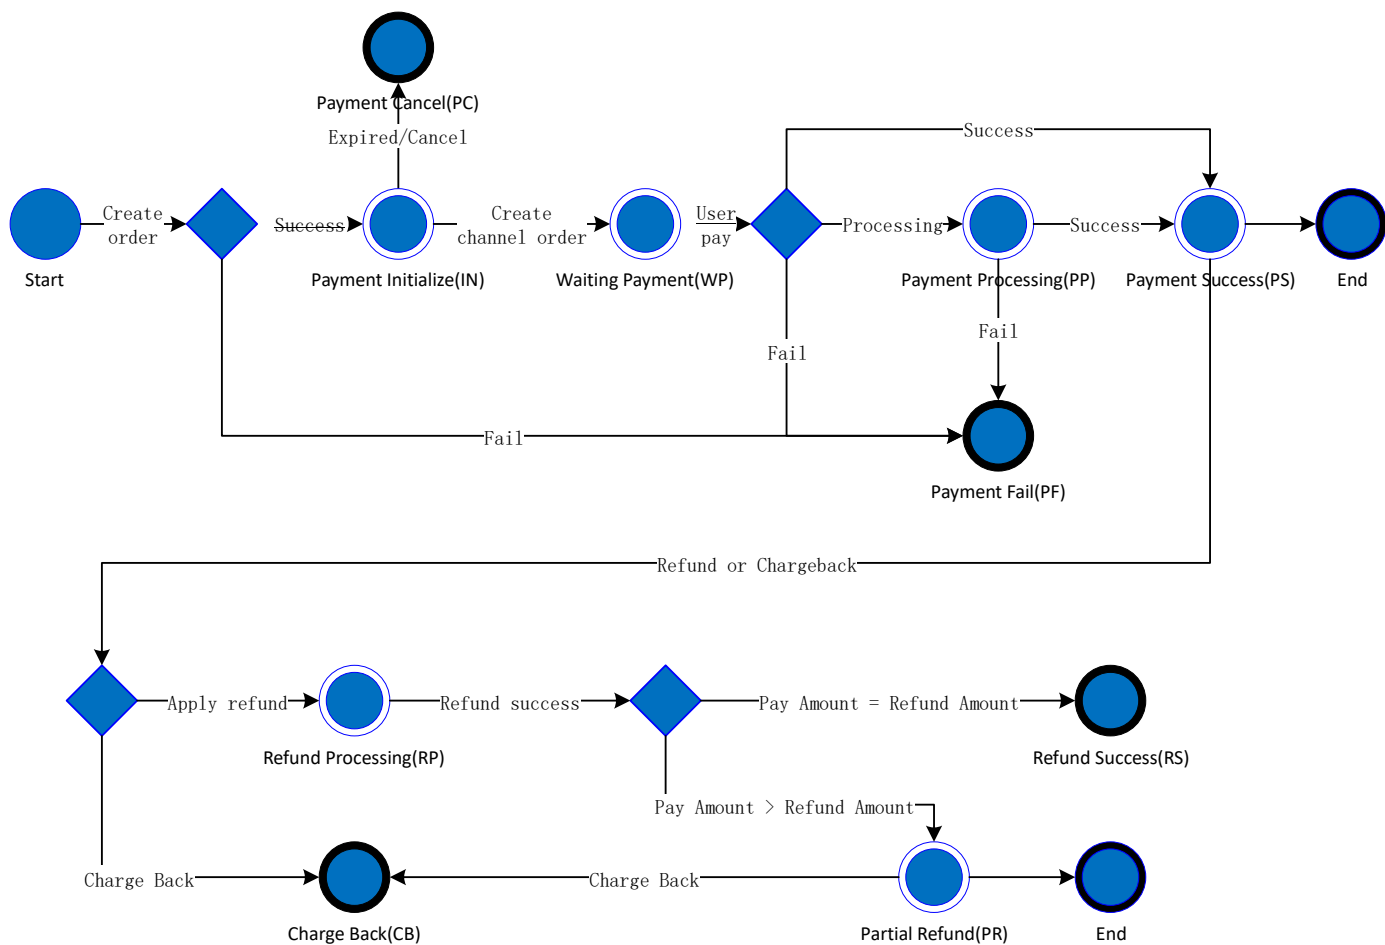 Payment Cancel(PC)
Expired/Cancel
Success
Create
order
Success
Create
channel order
User
pay
Processing
Success
Start
Payment Initialize(IN)
Waiting Payment(WP)
Payment Processing(PP)
Payment Success(PS)
End
Fail
Fail
Fail
Payment Fail(PF)
Refund or Chargeback
Apply refund
Refund success
Pay Amount = Refund Amount
Refund Processing(RP)
Refund Success(RS)
Pay Amount > Refund Amount
Charge Back
Charge Back
Charge Back(CB)
Partial Refund(PR)
End